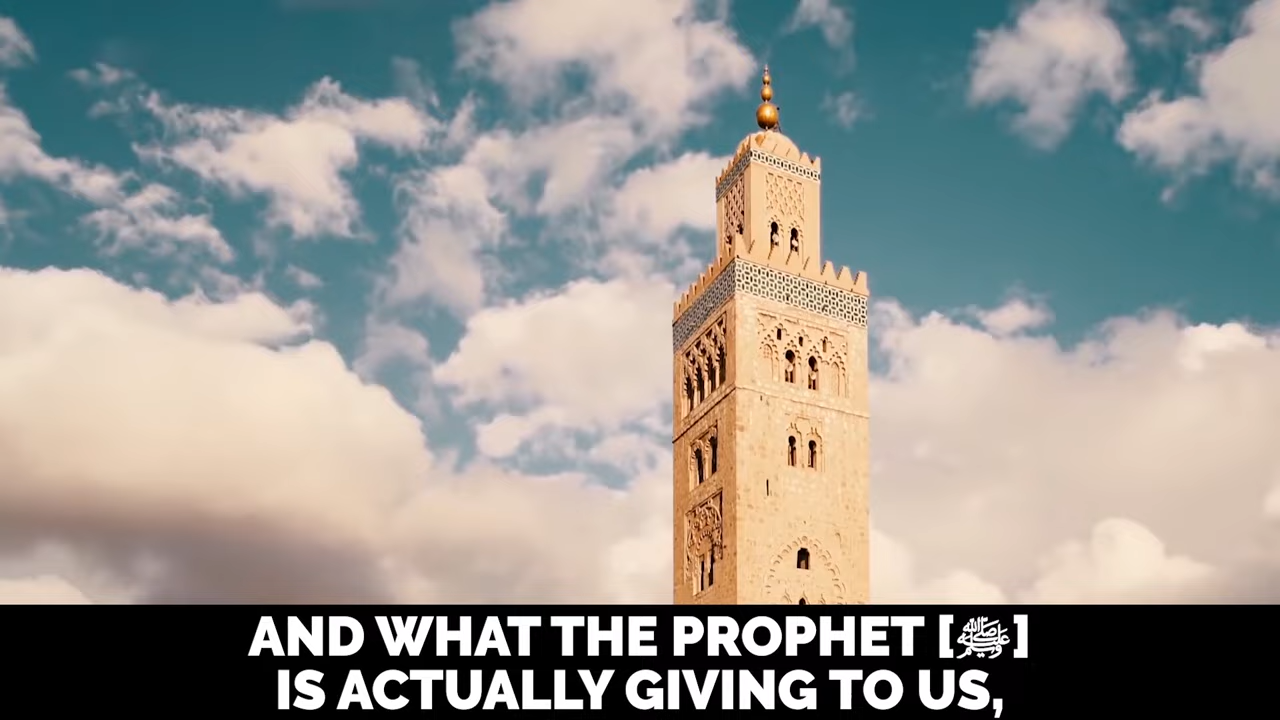 AND WHAT THE PROPHET [ﷺ]
IS ACTUALLY GIVING TO US,